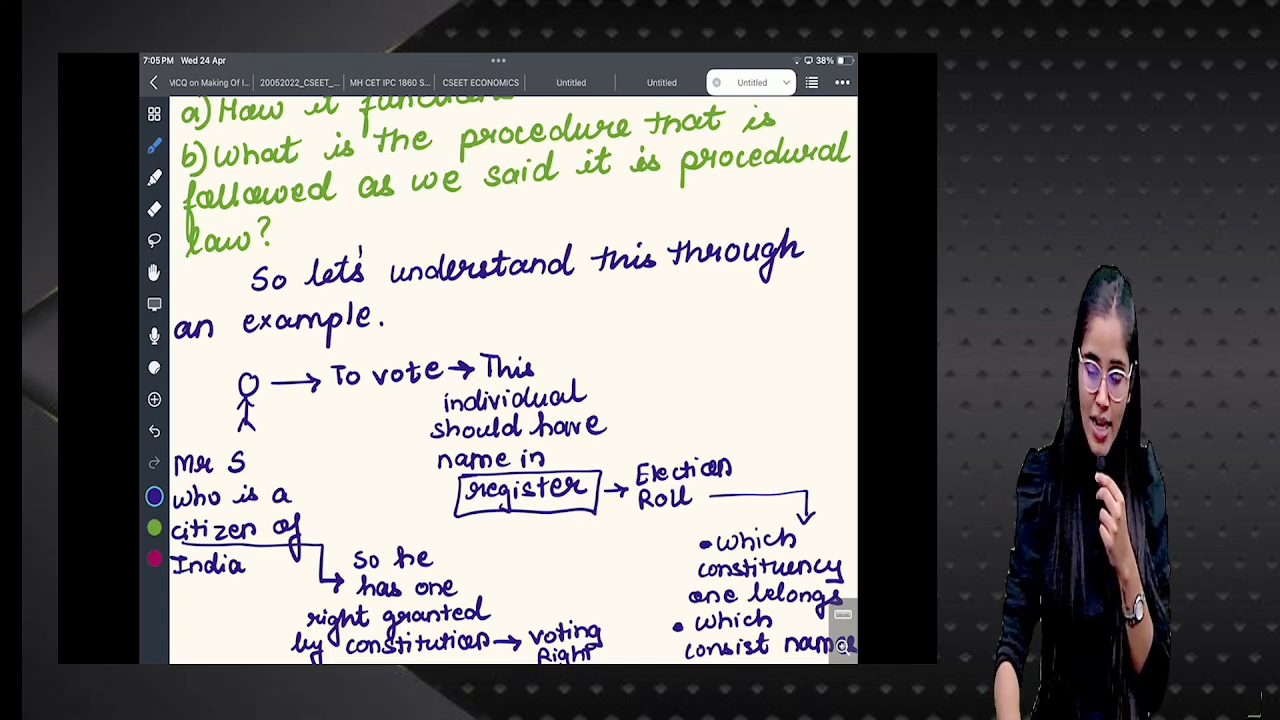 7:05 PM Wed 24 Apr
38%
MCQ on Making Of I... 20052022_CSEET_... MH CET IPC 1860 S... CSEET ECONOMICS Untitled Untitled Untitled
a) How it
b) What is the procedure that is
followed as we said it is procedural
law?
So let's understand this through
an example.
To vote → This
individual
should have
name in
register → Election
Roll
Mr S
who is a
citizen of
India
So he
has one
right granted
by constitution → voting
Right
• which
constituency
one belongs
• which
consist name